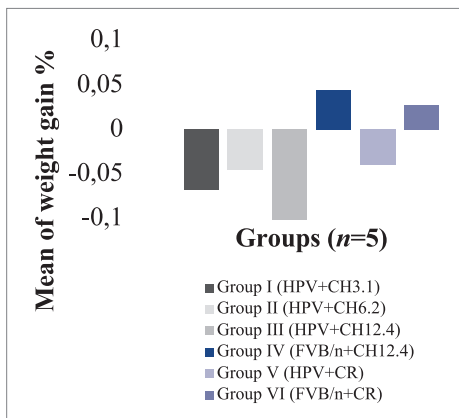 Mean of weight gain %
0,1
0,05
0
-0,05
-0,1
Groups (n=5)
Group I (HPV+CH3.1)
Group II (HPV+CH6.2)
Group III (HPV+CH12.4)
Group IV (FVB/n+CH12.4)
Group V (HPV+CR)
Group VI (FVB/n+CR)